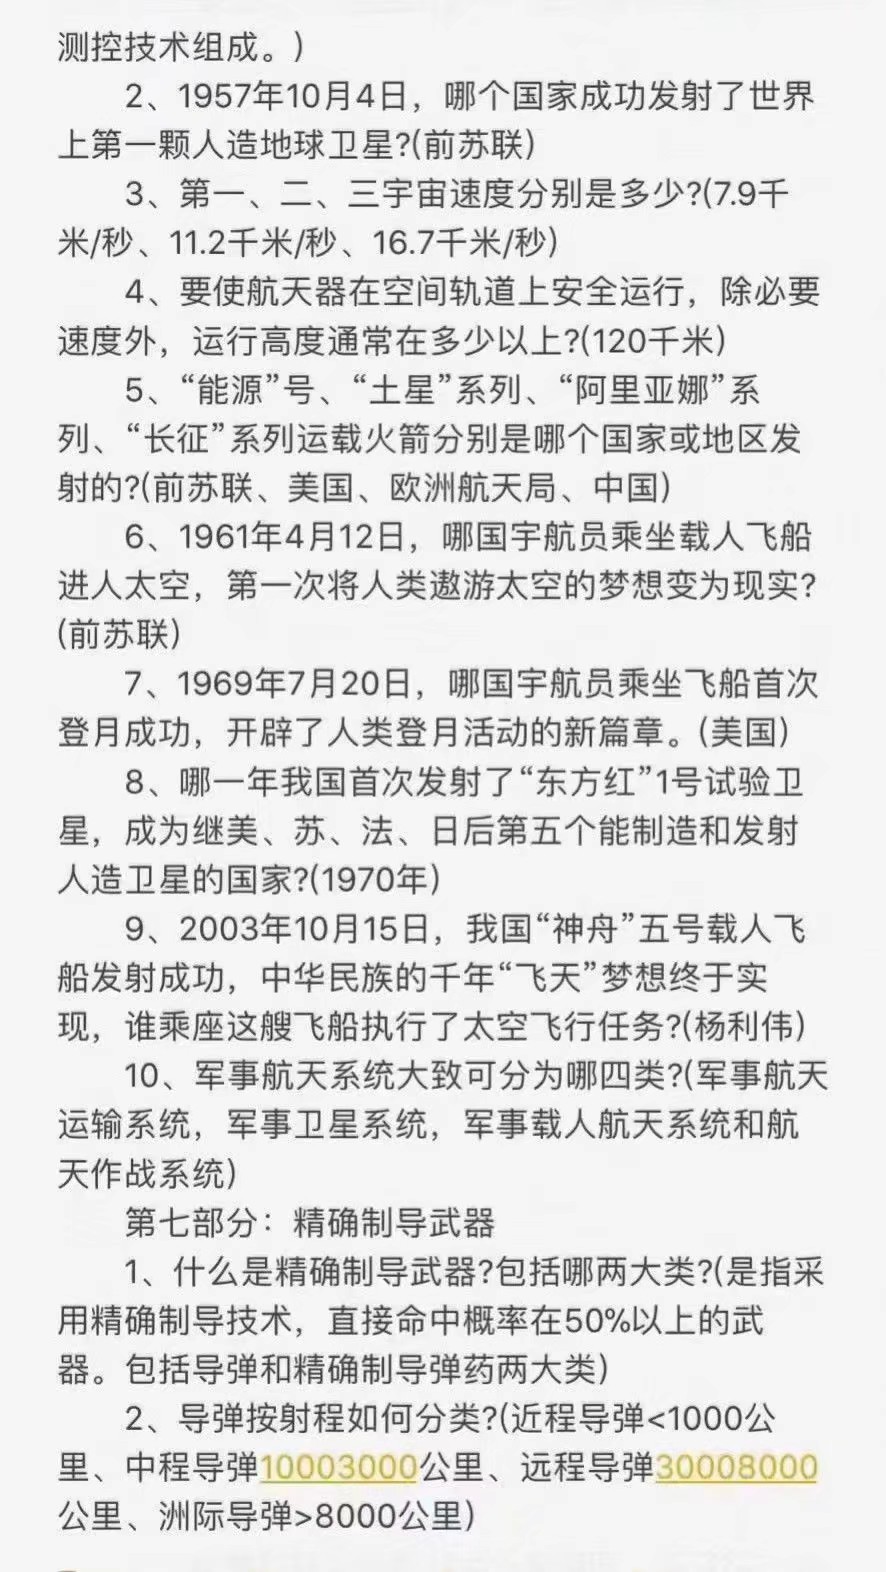 测控技术组成。)
2、1957年10月4日，哪个国家成功发射了世界
上第一颗人造地球卫星?(前苏联)
3、第一、二、三宇宙速度分别是多少?(7.9千
米/秒、11.2千米/秒、16.7千米/秒)
4、要使航天器在空间轨道上安全运行，除必要
速度外，运行高度通常在多少以上?(120千米)
5、“能源”号、“土星”系列、“阿里亚娜”系
列、“长征”系列运载火箭分别是哪个国家或地区发
射的?(前苏联、美国、欧洲航天局、中国)
6、1961年4月12日，哪国宇航员乘坐载人飞船
进人太空，第一次将人类遨游太空的梦想变为现实?
(前苏联)
7、1969年7月20日，哪国宇航员乘坐飞船首次
登月成功，开辟了人类登月活动的新篇章。(美国)
8、哪一年我国首次发射了“东方红”1号试验卫
星，成为继美、苏、法、日后第五个能制造和发射
人造卫星的国家?(1970年)
9、2003年10月15日，我国“神舟”五号载人飞
船发射成功，中华民族的千年“飞天”梦想终于实
现，谁乘座这艘飞船执行了太空飞行任务?(杨利伟)
10、军事航天系统大致可分为哪四类?(军事航天
运输系统，军事卫星系统，军事载人航天系统和航
天作战系统)
第七部分：精确制导武器
1、什么是精确制导武器?包括哪两大类?(是指采
用精确制导技术，直接命中概率在50%以上的武
器。包括导弹和精确制导弹药两大类)
2、导弹按射程如何分类?(近程导弹<1000公
里、中程导弹10003000公里、远程导弹30008000
公里、洲际导弹>8000公里)